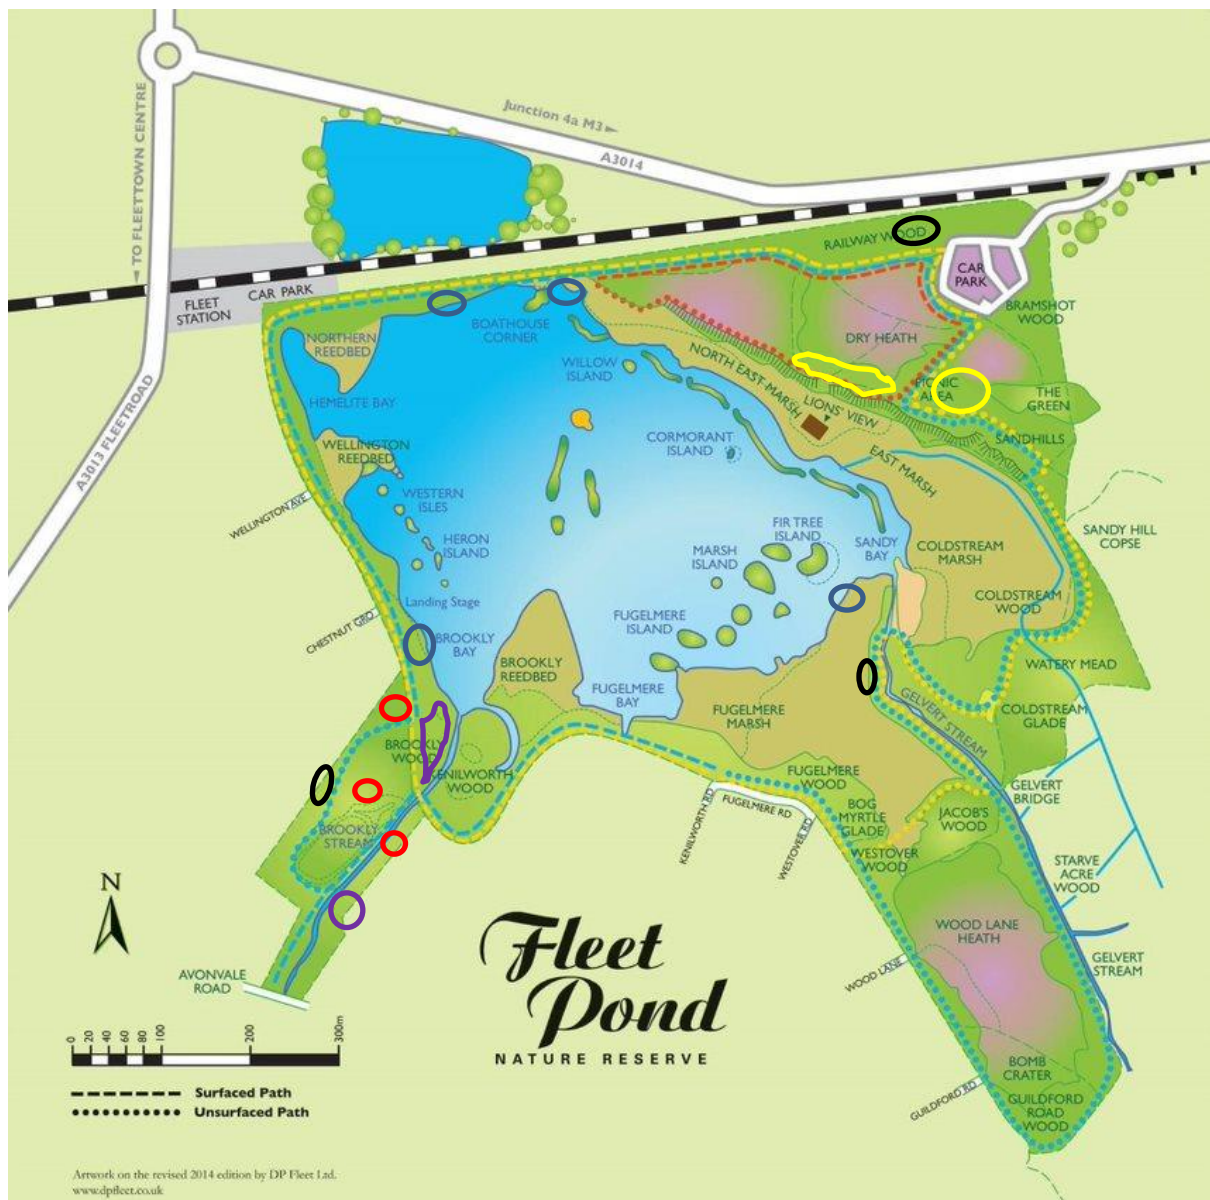 TO FLEETTOWN CENTRE
Junction 4a M3
A3014
RAILWAY WOOD
CAR
PARK
BRAMSHOT
WOOD
FLEET
STATION
CAR PARK
A3013 FLEETROAD
NORTHERN
REEDBED
BOATHOUSE
CORNER
DRY HEATH
NORTH EAST-MARSH
WILLOW
ISLAND
HEMELITE BAY
PICNIC
AREA
THE
GREEN
LIONS' VIEW
SANDHILLS
WELLINGTON
REEDBED
CORMORANT
ISLAND
EAST MARSH
WELLINGTON AVE
WESTERN
ISLES
HERON
ISLAND
FIR TREE
ISLAND
SANDY
BAY
SANDY HILL
COPSE
MARSH
ISLAND
COLDSTREAM
MARSH
COLDSTREAM
WOOD
Landing Stage
CHESTNUT GRO
FUGELMERE
ISLAND
BROOKLY
BAY
BROOKLY
REEDBED
WATERY MEAD
FUGELMERE
BAY
FUGELMERE
MARSH
GELVERT STREAM
COLDSTREAM
GLADE
BROOKLY
WOOD
KENILWORTH
WOOD
FUGELMERE
WOOD
GELVERT
BRIDGE
KENILWORTH RD
FUGELMERE RD
WESTOVER RD
BOG
MYRTLE
GLADE
JACOB'S
WOOD
BROOKLY
STREAM
WESTOVER
WOOD
STARVE
ACRE
WOOD
N
WOOD LANE
HEATH
Fleet
Pond
NATURE RESERVE
WOOD LANE
GELVERT
STREAM
AVONVALE
ROAD
0 20 40 60 80 100 200 300m
BOMB
CRATER
GUILDFORD RD
GUILDFORD
ROAD
WOOD
Surfaced Path
Unsurfaced Path
Artwork on the revised 2014 edition by DP Fleet Ltd.
www.dpfleet.co.uk